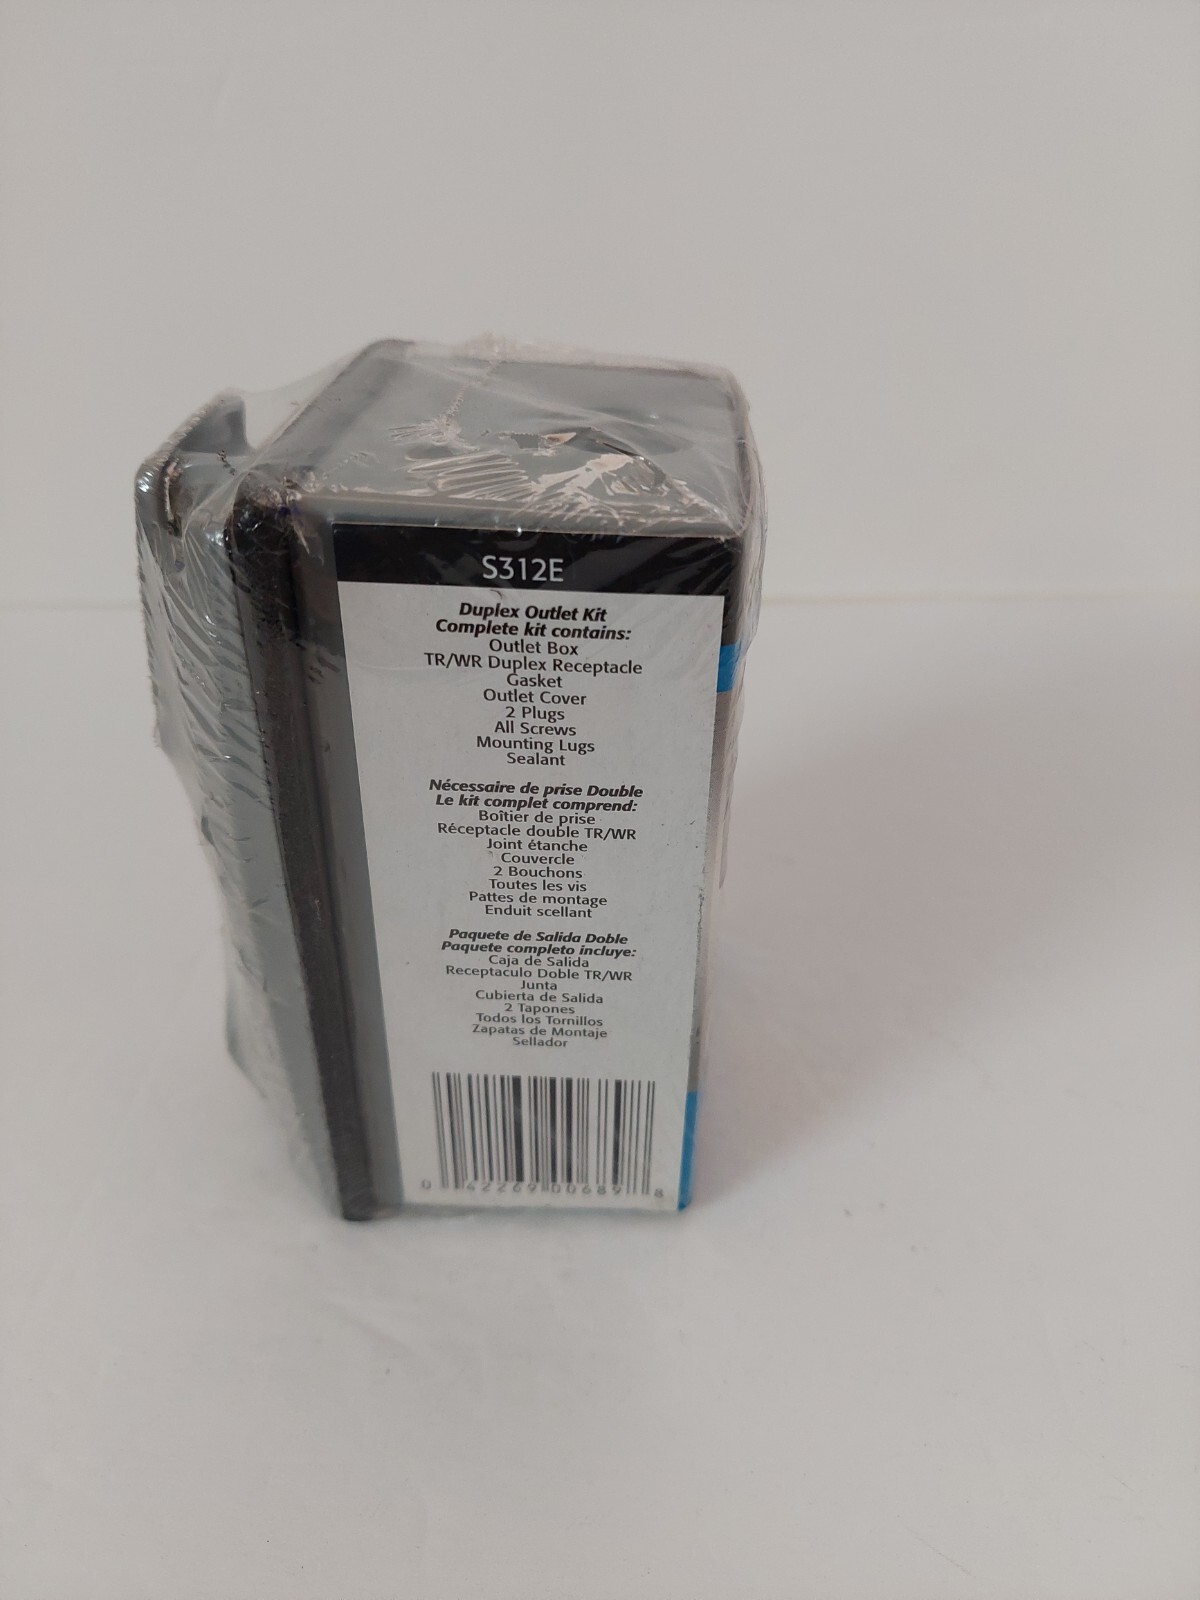 S312E
Duplex Outlet Kit
Complete kit contains:
Outlet Box
TR/WR Duplex Receptacle
Gasket
Outlet Cover
2 Plugs
All Screws
Mounting Lugs
Sealant
Nécessaire de prise Double
Le kit complet comprend:
Boîtier de prise
Réceptacle double TR/WR
Joint étanche
Couvercle
2 Bouchons
Toutes les vis
Pattes de montage
Enduit scellant
Paquete de Salida Doble
Paquete completo incluye:
Caja de Salida
Receptaculo Doble TR/WR
Junta
Cubierta de Salida
2 Tapones
Todos los Tornillos
Zapatas de Montaje
Sellador
0 42269 00689 8